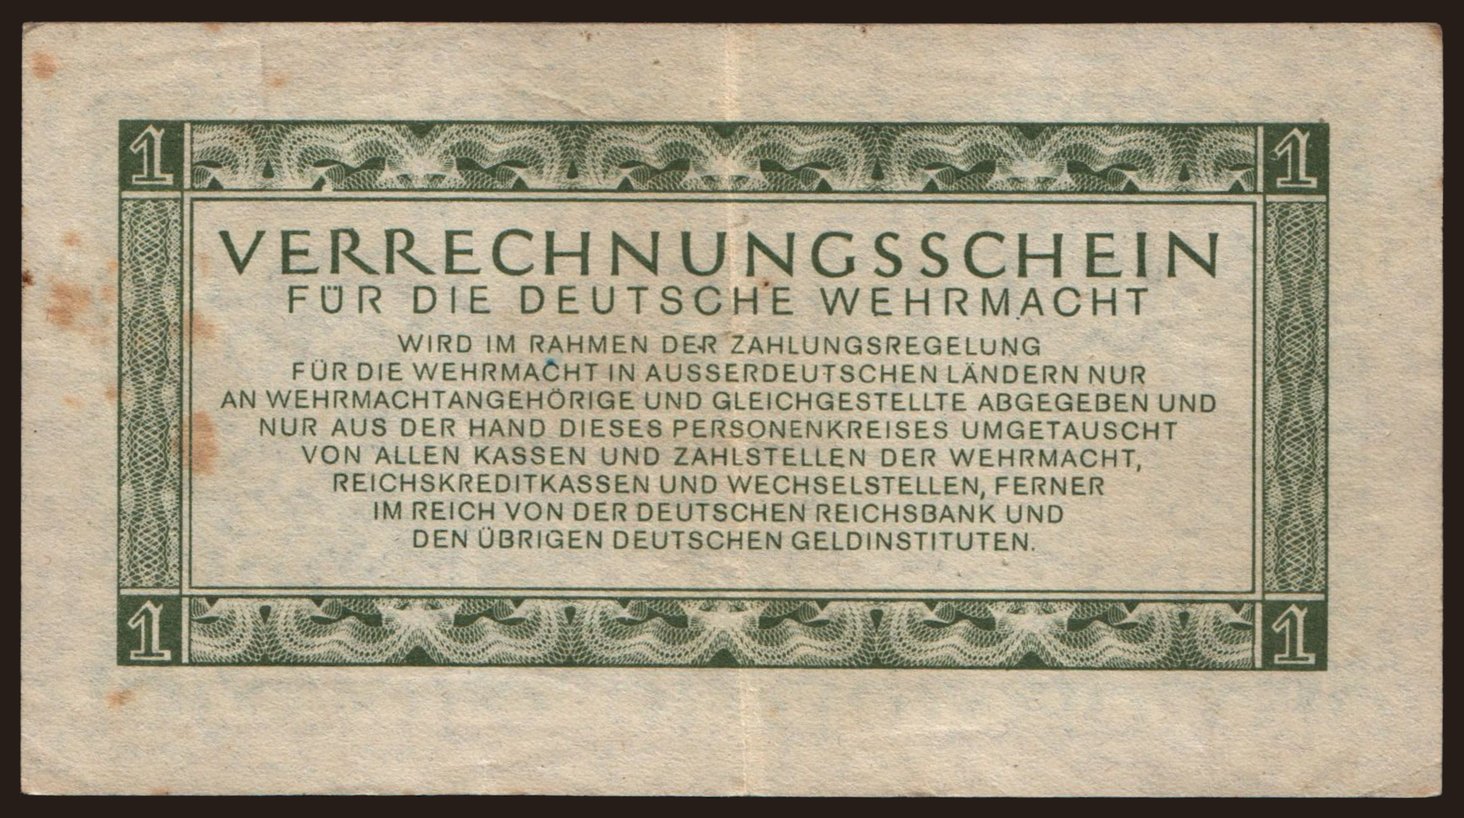 1 1
VERRECHNUNGSSCHEIN
FÜR DIE DEUTSCHE WEHRMACHT
WIRD IM RAHMEN DER ZAHLUNGSREGELUNG
FÜR DIE WEHRMACHT IN AUSSERDEUTSCHEN LÄNDERN NUR
AN WEHRMACHTANGEHÖRIGE UND GLEICHGESTELLTE ABGEGEBEN UND
NUR AUS DER HAND DIESES PERSONENKREISES UMGETAUSCHT
VON ALLEN KASSEN UND ZAHLSTELLEN DER WEHRMACHT,
REICHSKREDITKASSEN UND WECHSELSTELLEN, FERNER
IM REICH VON DER DEUTSCHEN REICHSBANK UND
DEN ÜBRIGEN DEUTSCHEN GELDINSTITUTEN.
1 1